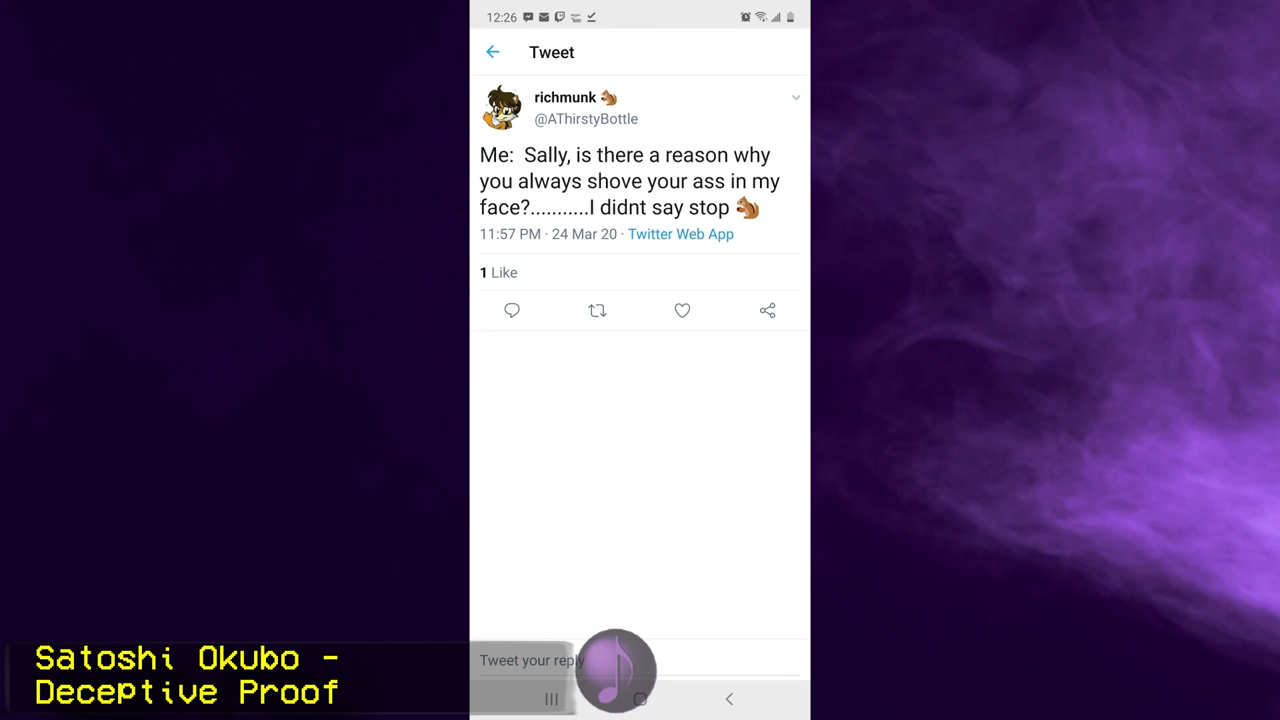 12:26
Tweet
richmunk 🐿️
@AThirstyBottle
Me:  Sally, is there a reason why
you always shove your ass in my
face?...........I didnt say stop 🐿️
11:57 PM · 24 Mar 20 · Twitter Web App
1 Like
Tweet your reply
Satoshi Okubo -
Deceptive Proof